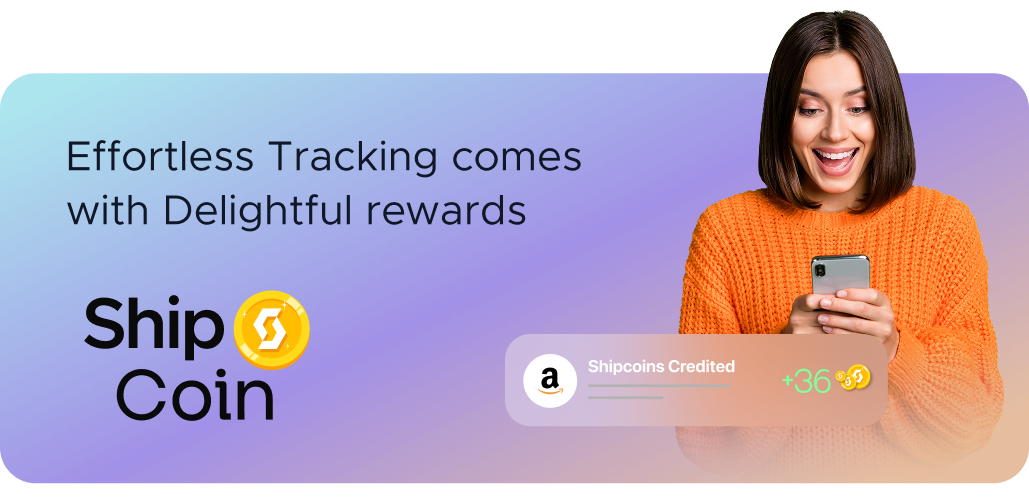 Effortless Tracking comes
with Delightful rewards
Ship
Coin
Shipcoins Credited
a
+36